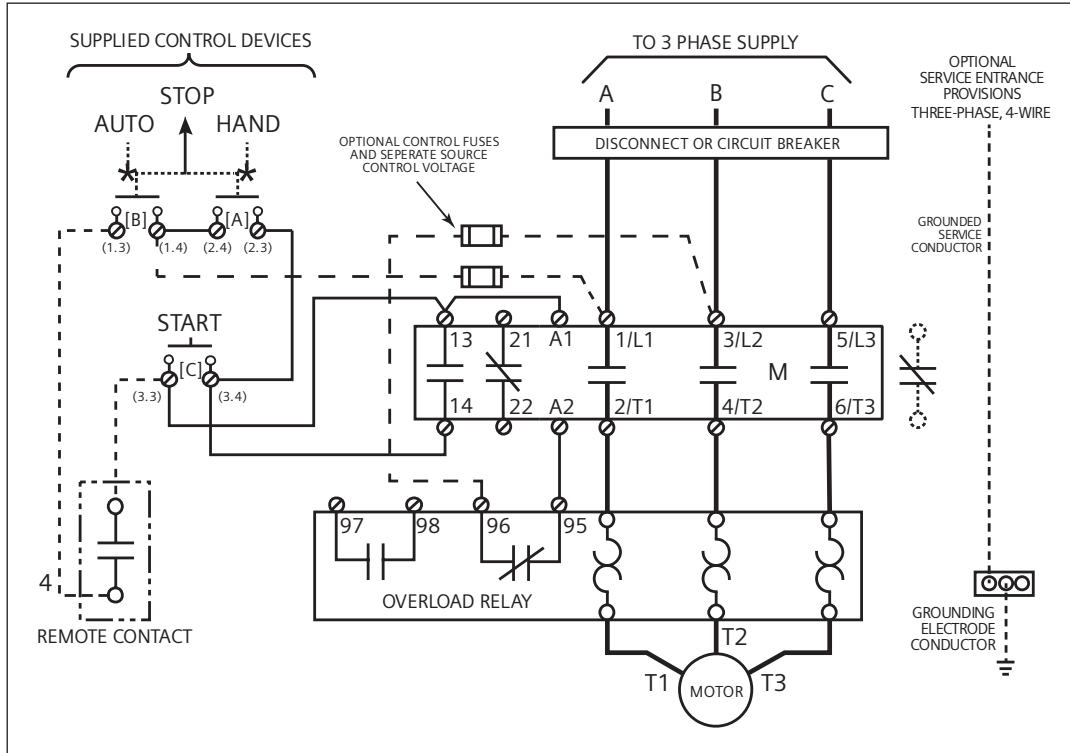 SUPPLIED CONTROL DEVICES
STOP
AUTO
HAND
[B]
[A]
(1.3)
(1.4)
(2.4)
(2.3)
START
[C]
(3.3)
(3.4)
4
REMOTE CONTACT
OPTIONAL CONTROL FUSES
AND SEPERATE SOURCE
CONTROL VOLTAGE
TO 3 PHASE SUPPLY
A
B
C
DISCONNECT OR CIRCUIT BREAKER
13
21
A1
1/L1
3/L2
5/L3
M
14
22
A2
2/T1
4/T2
6/T3
97
98
96
95
OVERLOAD RELAY
T2
T1
MOTOR
T3
OPTIONAL
SERVICE ENTRANCE
PROVISIONS
THREE-PHASE, 4-WIRE
GROUNDED
SERVICE
CONDUCTOR
GROUNDING
ELECTRODE
CONDUCTOR